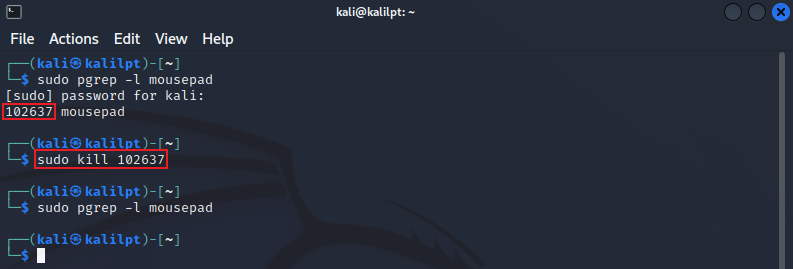 kali@kalilpt: ~
File Actions Edit View Help
┌──(kali㉿kalilpt)-[~]
└─$ sudo pgrep -l mousepad
[sudo] password for kali:
102637 mousepad
┌──(kali㉿kalilpt)-[~]
└─$ sudo kill 102637
┌──(kali㉿kalilpt)-[~]
└─$ sudo pgrep -l mousepad
┌──(kali㉿kalilpt)-[~]
└─$